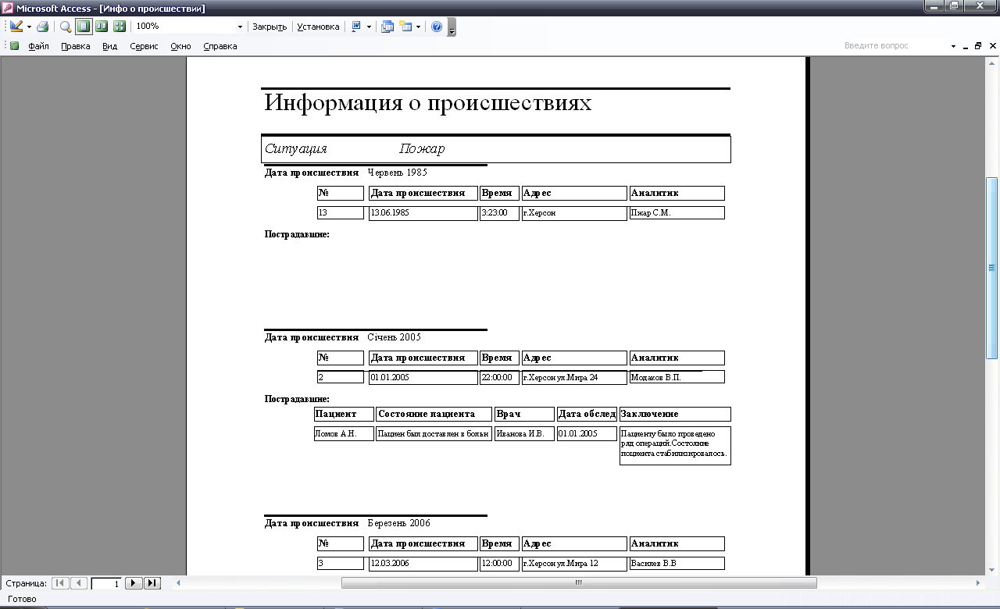 Microsoft Access - [Инфо о происшествии]
100% Закрыть Установка
Файл Правка Вид Сервис Окно Справка Введите вопрос
Информация о происшествиях
Ситуация Пожар
Дата происшествия Червень 1985
№ Дата происшествия Время Адрес Аналитик
13 13.06.1985 3:23:00 г.Херсон Пжар С.М.
Пострадавшие:
Дата происшествия Січень 2005
№ Дата происшествия Время Адрес Аналитик
2 01.01.2005 22:00:00 г.Херсон ул.Мира 24 Модаков В.П.
Пострадавшие:
Пациент Состояние пациента Врач Дата обслед Заключение
Ломов А.Н. Пациен был доставлен в больн Иванова И.В. 01.01.2005 Пациенту было проведено
ряд операций.Состояние
поциента стабилизировалось.
Дата происшествия Березень 2006
№ Дата происшествия Время Адрес Аналитик
3 12.03.2006 12:00:00 г.Херсон ул.Мира 12 Василев В.В
Страница: 1
Готово